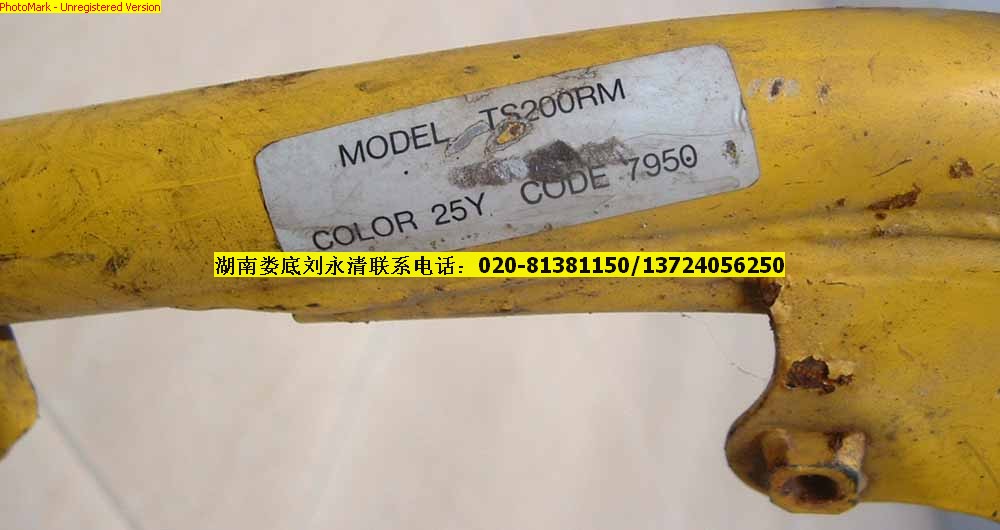 PhotoMark - Unregistered Version
MODEL TS200RM
COLOR 25Y CODE 7950
湖南娄底刘永清联系电话：020-81381150/13724056250